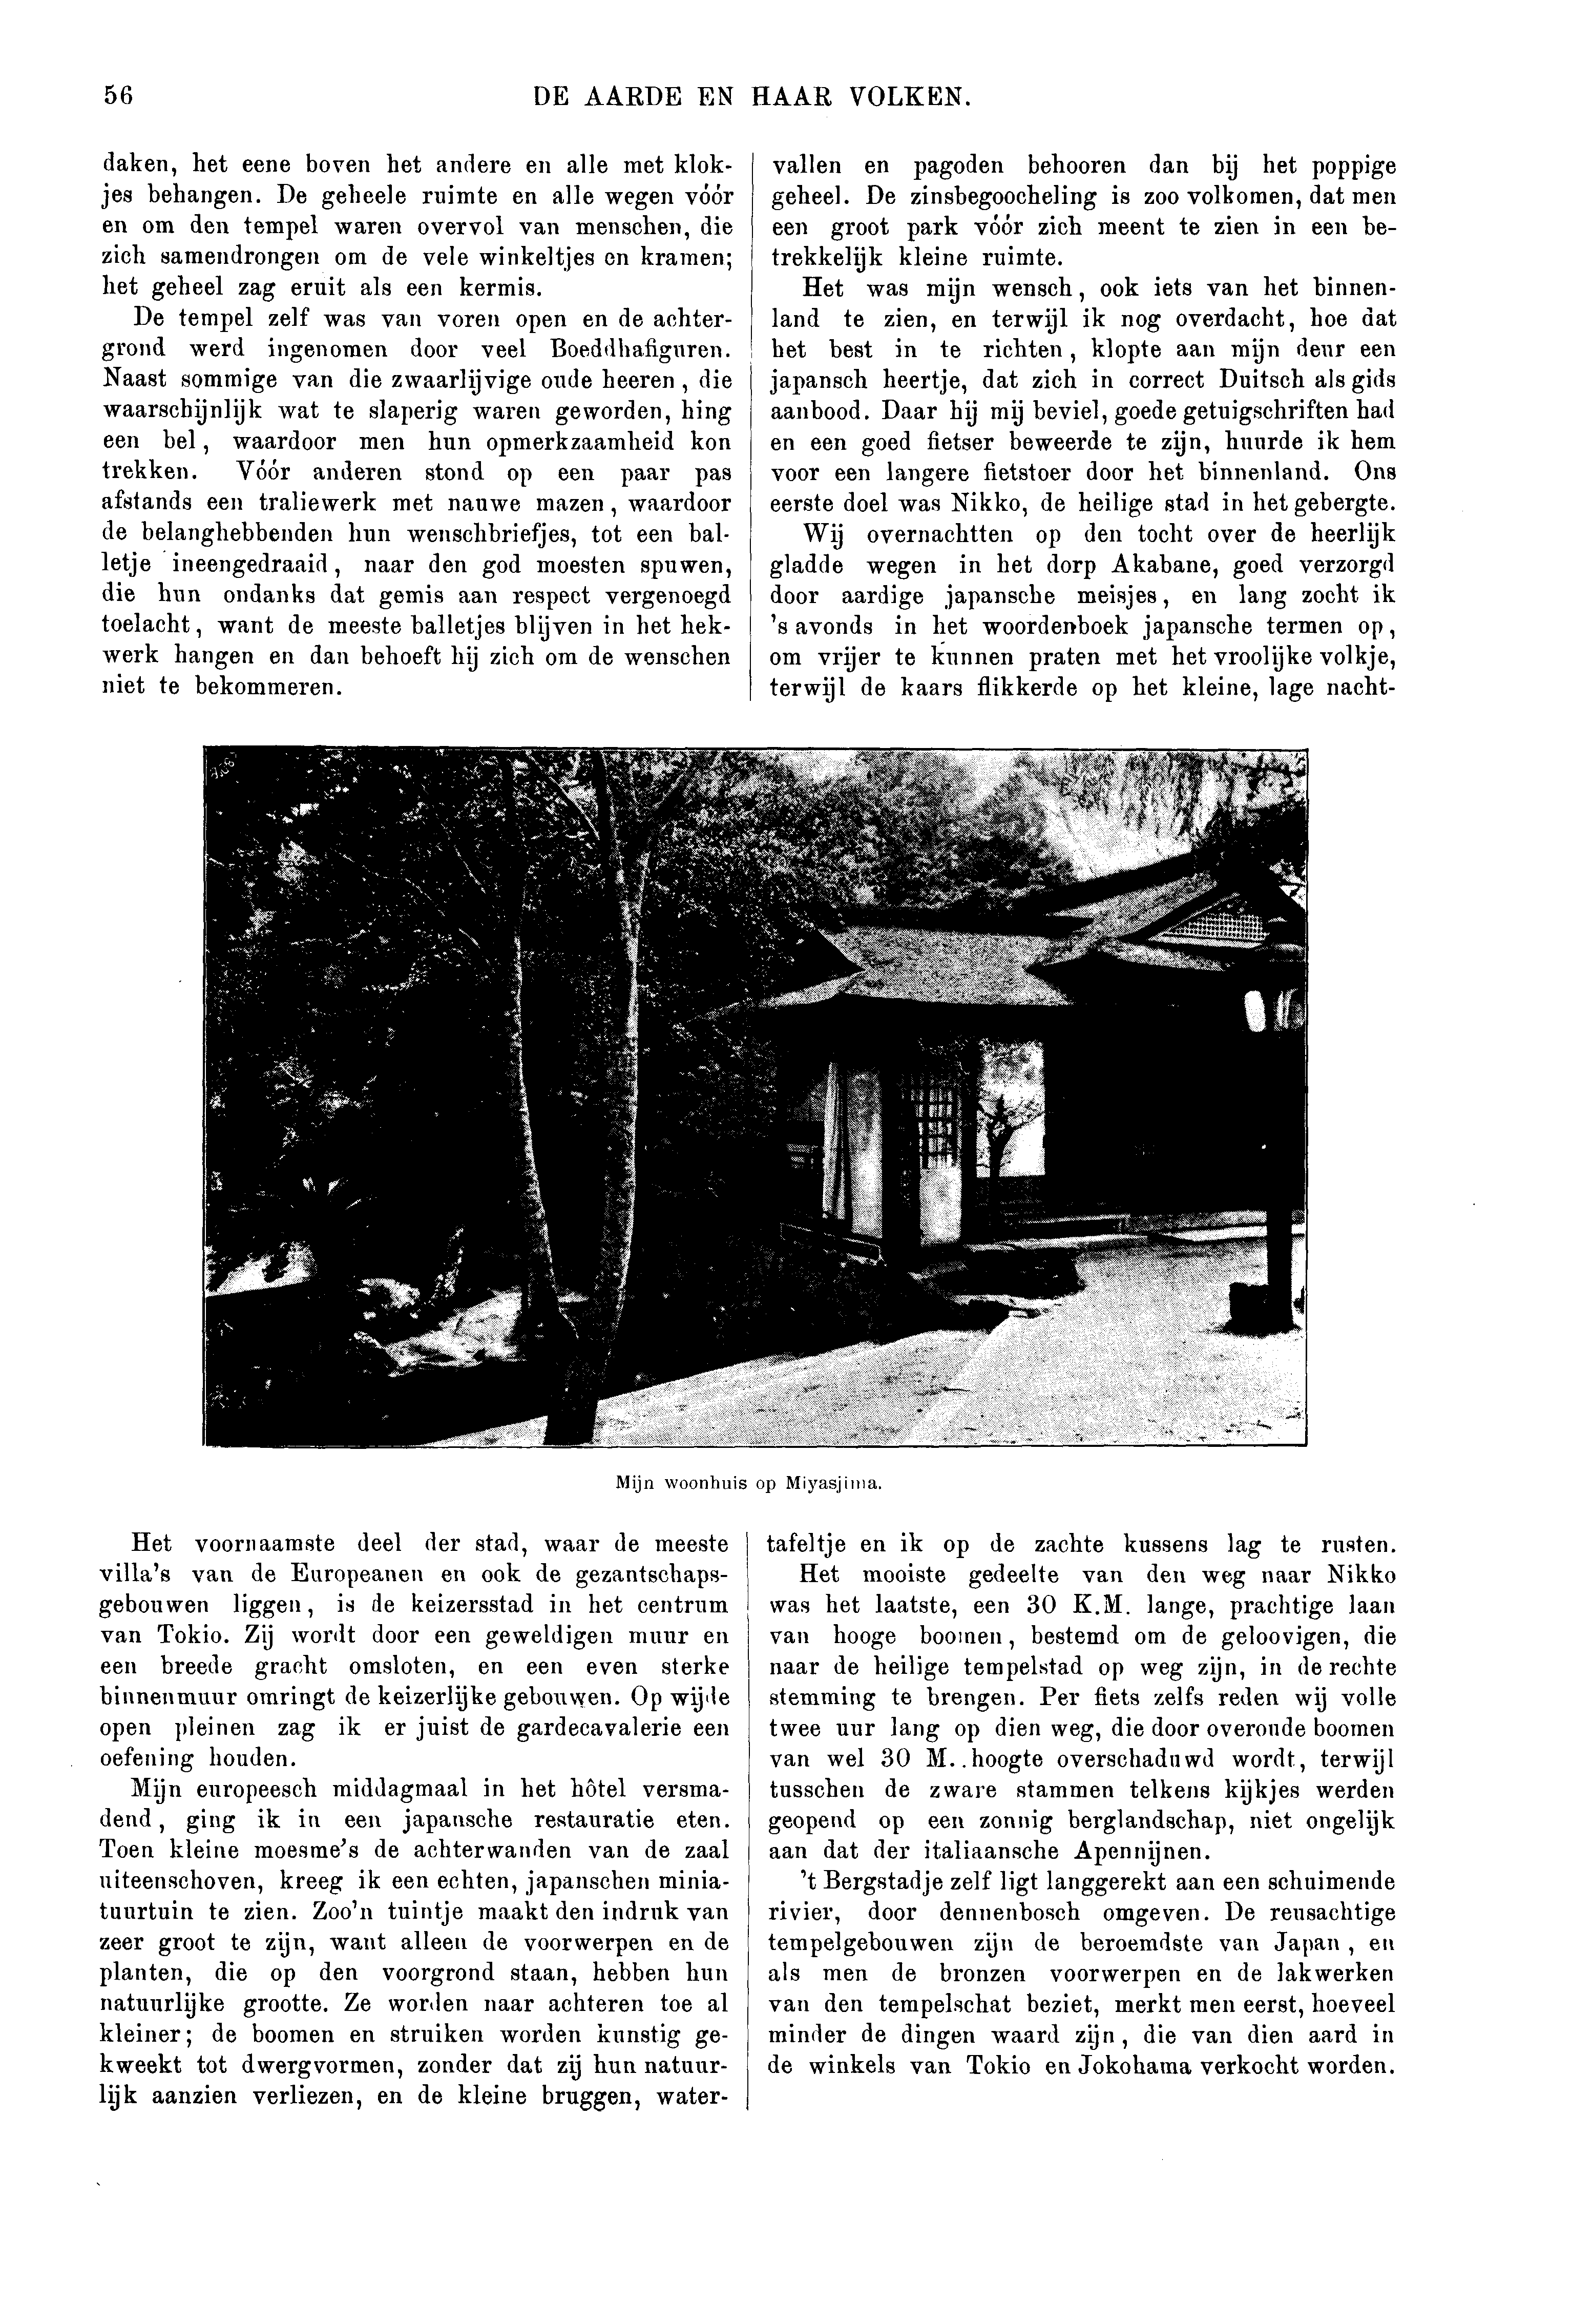 56
DE AARDE EN HAAR VOLKEN.
daken, het eene boven het andere en alle met klok-
jes behangen. De geheele ruimte en alle wegen vóór
en om den tempel waren overvol van menschen, die
zich samendrongen om de vele winkeltjes en kramen;
het geheel zag eruit als een kermis.
De tempel zelf was van voren open en de achter-
grond werd ingenomen door veel Boeddhafiguren.
Naast sommige van die zwaarlijvige oude heeren, die
waarschijnlijk wat te slaperig waren geworden, hing
een bel, waardoor men hun opmerkzaamheid kon
trekken. Vóór anderen stond op een paar pas
afstands een traliewerk met nauwe mazen, waardoor
de belanghebbenden hun wenschbriefjes, tot een bal-
letje ineengedraaid, naar den god moesten spuwen,
die hun ondanks dat gemis aan respect vergenoegd
toelacht, want de meeste balletjes blijven in het hek-
werk hangen en dan behoeft hij zich om de wenschen
niet te bekommeren.
Het voornaamste deel der stad, waar de meeste
villa's van de Europeanen en ook de gezantschaps-
gebouwen liggen, is de keizersstad in het centrum
van Tokio. Zij wordt door een geweldigen muur en
een breede gracht omsloten, en een even sterke
binnenmuur omringt de keizerlijke gebouwen. Op wijde
open pleinen zag ik er juist de gardecavalerie een
oefening houden.
Mijn europeesch middagmaal in het hôtel versma-
dend, ging ik in een japansche restauratie eten.
Toen kleine moesme's de achterwanden van de zaal
uiteenschoven, kreeg ik een echten, japanschen minia-
tuurtuin te zien. Zoo'n tuintje maakt den indruk van
zeer groot te zijn, want alleen de voorwerpen en de
planten, die op den voorgrond staan, hebben hun
natuurlijke grootte. Ze worden naar achteren toe al
kleiner; de boomen en struiken worden kunstig ge-
kweekt tot dwergvormen, zonder dat zij hun natuur-
lijk aanzien verliezen, en de kleine bruggen, water-
vallen en pagoden behooren dan bij het poppige
geheel. De zinsbegoocheling is zoo volkomen, dat men
een groot park vóór zich meent te zien in een be-
trekkelijk kleine ruimte.
Het was mijn wensch, ook iets van het binnen-
land te zien, en terwijl ik nog overdacht, hoe dat
het best in te richten, klopte aan mijn deur een
japansch heertje, dat zich in correct Duitsch als gids
aanbood. Daar hij mij beviel, goede getuigschriften had
en een goed fietser beweerde te zijn, huurde ik hem
voor een langere fietstoer door het binnenland. Ons
eerste doel was Nikko, de heilige stad in het gebergte.
Wij overnachtten op den tocht over de heerlijk
gladde wegen in het dorp Akabane, goed verzorgd
door aardige japansche meisjes, en lang zocht ik
's avonds in het woordenboek japansche termen op,
om vrijer te kunnen praten met het vroolijke volkje,
terwijl de kaars flikkerde op het kleine, lage nacht-
tafeltje en ik op de zachte kussens lag te rusten.
Het mooiste gedeelte van den weg naar Nikko
was het laatste, een 30 K.M. lange, prachtige laan
van hooge boomen, bestemd om de geloovigen, die
naar de heilige tempelstad op weg zijn, in de rechte
stemming te brengen. Per fiets zelfs reden wij volle
twee uur lang op dien weg, die door overoude boomen
van wel 30 M. hoogte overschaduwd wordt, terwijl
tusschen de zware stammen telkens kijkjes werden
geopend op een zonnig berglandschap, niet ongelijk
aan dat der italiaansche Apennijnen.
't Bergstadje zelf ligt langgerekt aan een schuimende
rivier, door dennenbosch omgeven. De reusachtige
tempelgebouwen zijn de beroemdste van Japan, en
als men de bronzen voorwerpen en de lakwerken
van den tempelschat beziet, merkt men eerst, hoeveel
minder de dingen waard zijn, die van dien aard in
de winkels van Tokio en Jokohama verkocht worden.
Mijn woonhuis op Miyasjima.